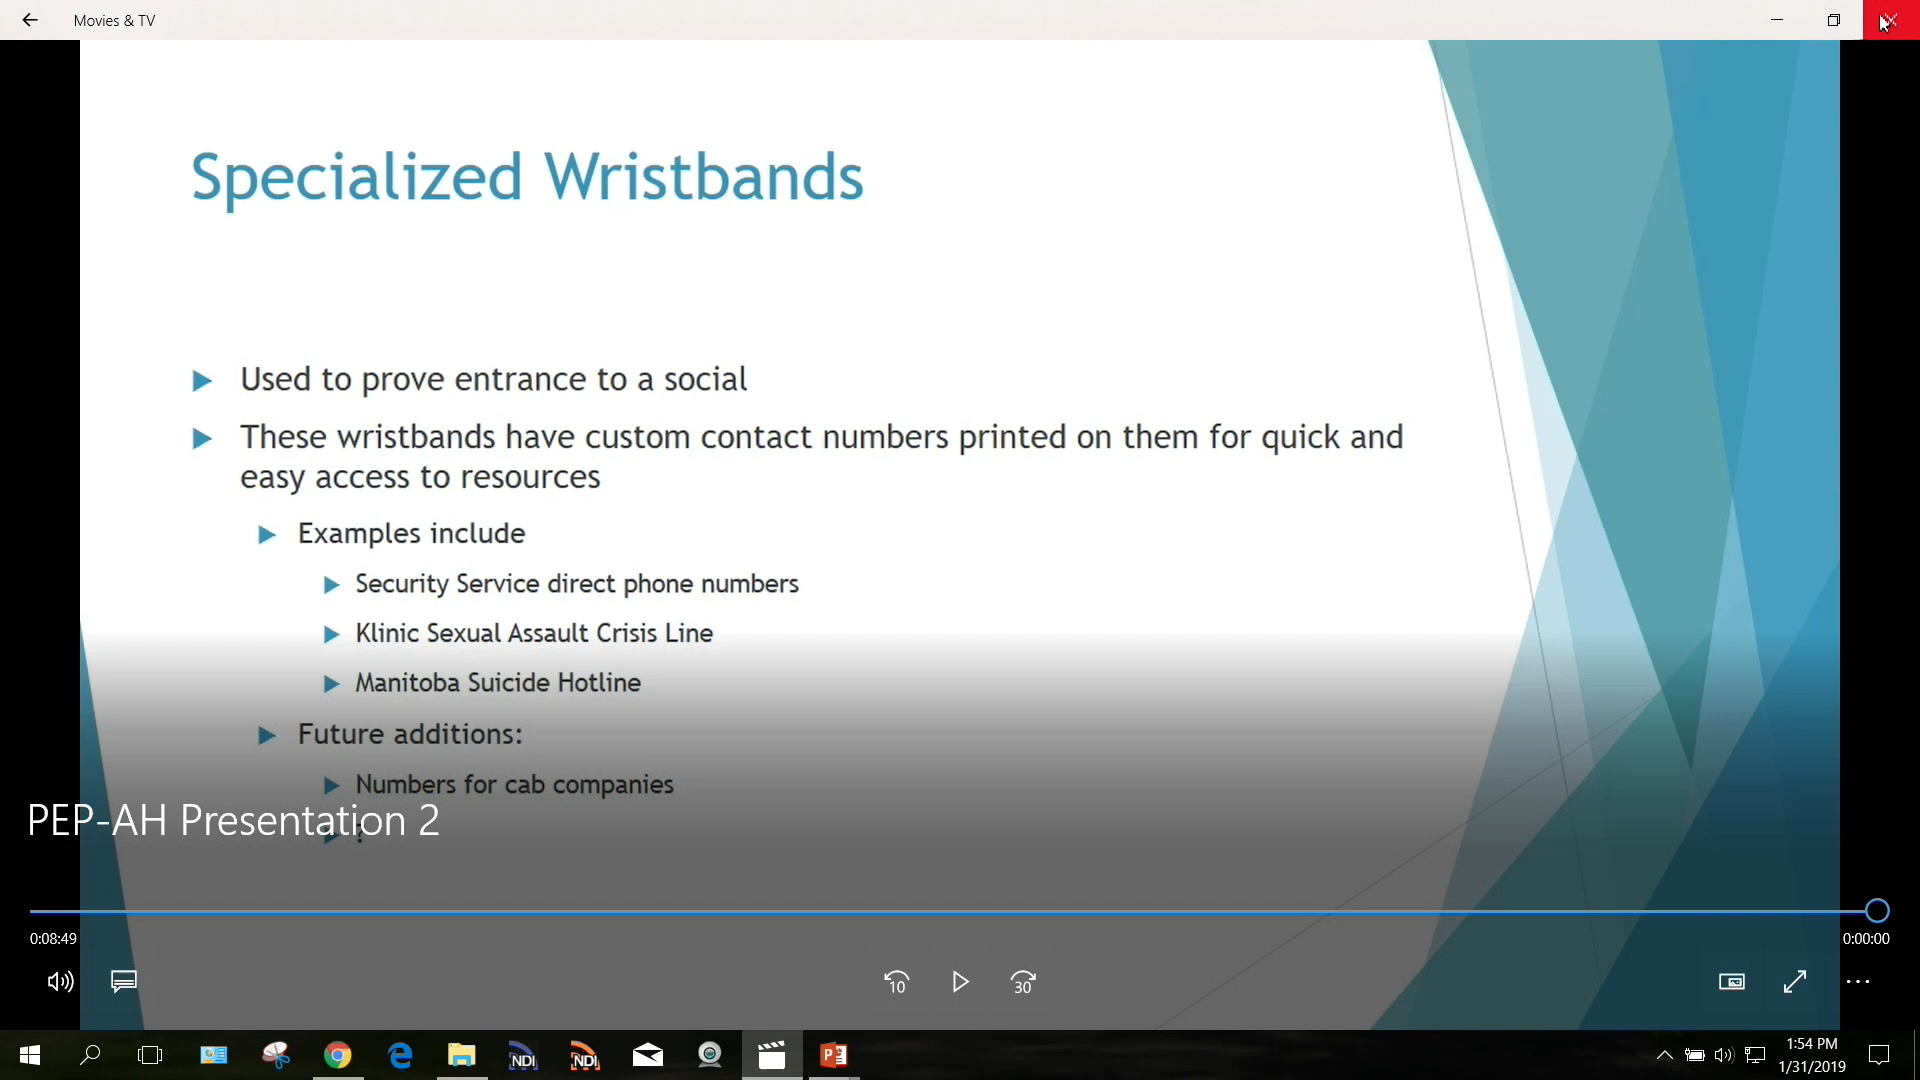 Movies & TV
Specialized Wristbands
Used to prove entrance to a social
These wristbands have custom contact numbers printed on them for quick and
easy access to resources
Examples include
Security Service direct phone numbers
Klinic Sexual Assault Crisis Line
Manitoba Suicide Hotline
Future additions:
Numbers for cab companies
?
PEP-AH Presentation 2
0:08:49
0:00:00
10
30
NDI
NDI
1:54 PM
1/31/2019